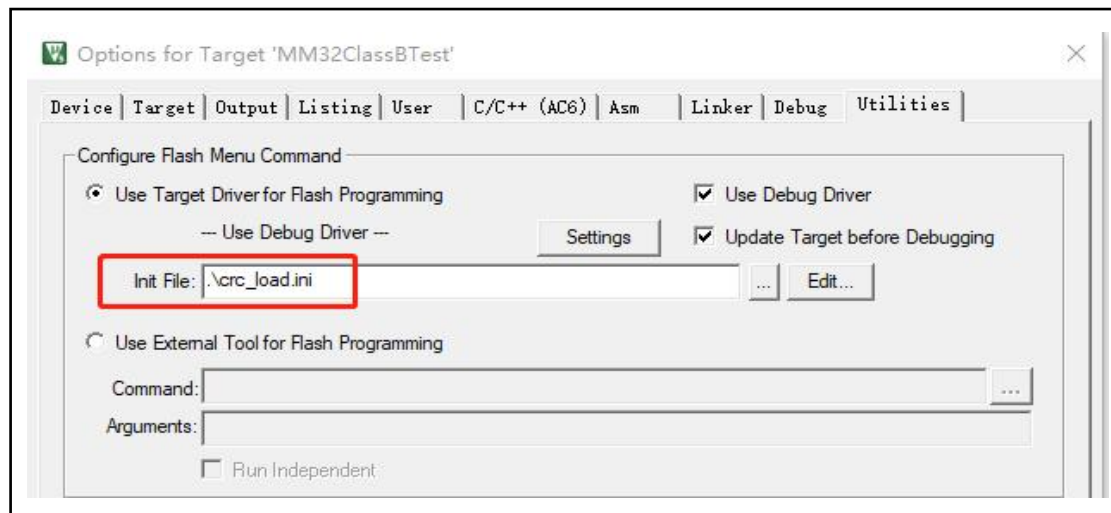 Options for Target 'MM32ClassBTest'
Device Target Output Listing User C/C++ (AC6) Asm Linker Debug Utilities
Configure Flash Menu Command
Use Target Driver for Flash Programming Use Debug Driver
--- Use Debug Driver --- Settings Update Target before Debugging
Init File: .\crc_load.ini ... Edit...
Use External Tool for Flash Programming
Command: ...
Arguments:
Run Independent